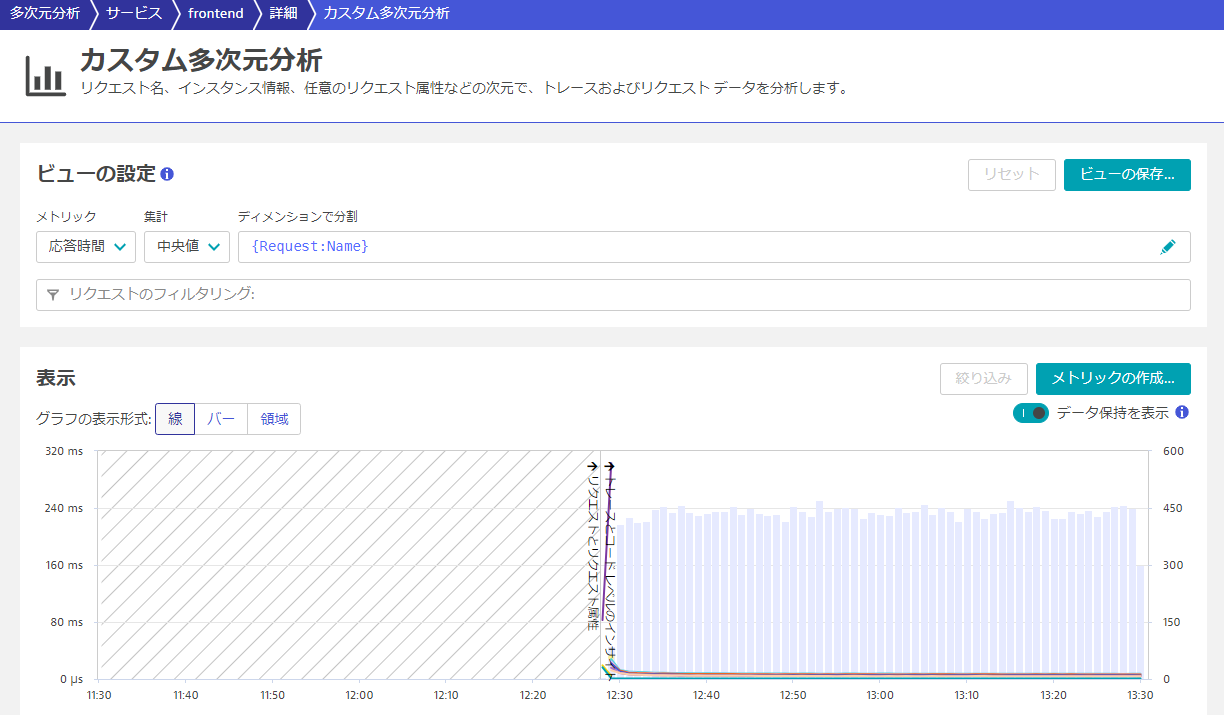 多次元分析 サービス frontend 詳細 カスタム多次元分析
カスタム多次元分析
リクエスト名、インスタンス情報、任意のリクエスト属性などの次元で、トレースおよびリクエスト データを分析します。
ビューの設定
リセット ビューの保存...
メトリック 集計 ディメンションで分割
応答時間 中央値 {Request:Name}
リクエストのフィルタリング:
表示
絞り込み メトリックの作成...
グラフの表示形式: 線 バー 領域
データ保持を表示
320 ms
240 ms
160 ms
80 ms
0 µs
リクエストとリクエスト属性
トレースとコードレベルのインサイト
600
450
300
150
0
11:30 11:40 11:50 12:00 12:10 12:20 12:30 12:40 12:50 13:00 13:10 13:20 13:30